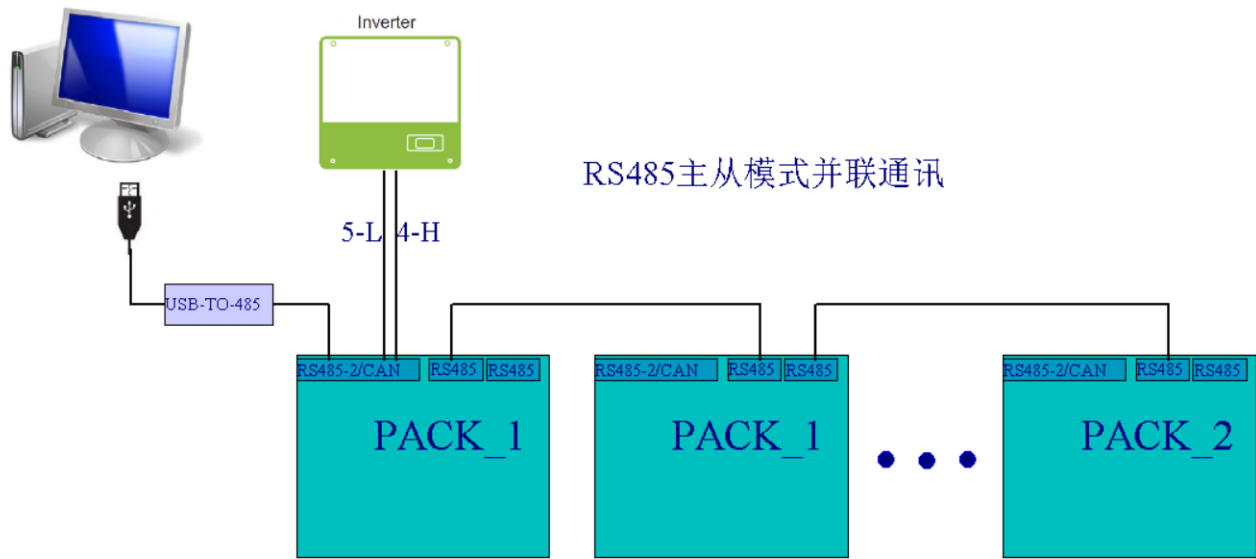 Inverter
RS485主从模式并联通讯
5-L 4-H
USB-TO-485
RS485-2/CAN RS485 RS485
RS485-2/CAN RS485 RS485
RS485-2/CAN RS485 RS485
PACK_1
PACK_1
PACK_2